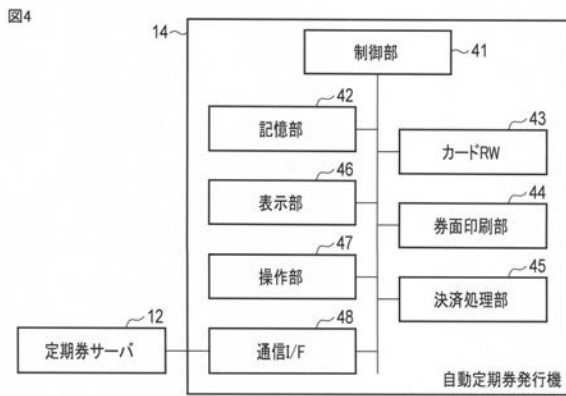 図4
14
制御部
41
42
記憶部
43
カードRW
46
表示部
44
券面印刷部
47
操作部
45
決済処理部
12
定期券サーバ
48
通信I/F
自動定期券発行機